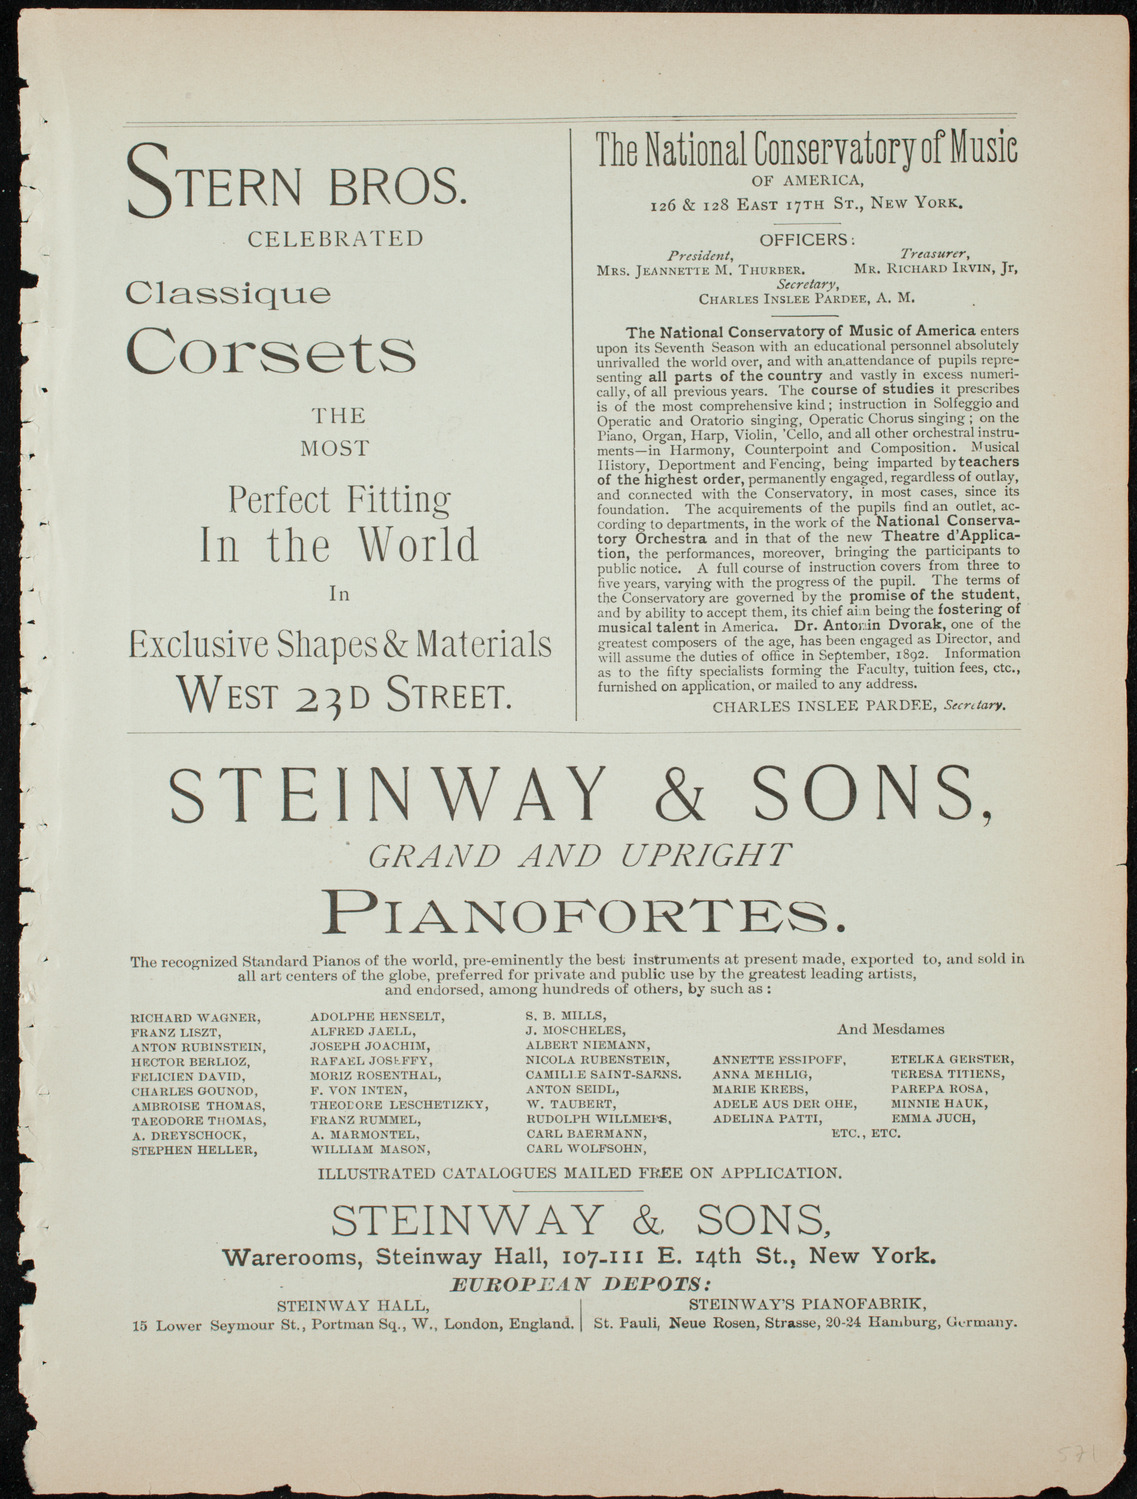 STERN BROS.
CELEBRATED
Classique
Corsets
THE
MOST
Perfect Fitting
In the World
In
Exclusive Shapes & Materials
WEST 23D STREET.
The National Conservatory of Music
OF AMERICA,
126 & 128 EAST 17TH ST., NEW YORK.
OFFICERS:
President, Treasurer,
MRS. JEANNETTE M. THURBER. MR. RICHARD IRVIN, Jr,
Secretary,
CHARLES INSLEE PARDEE, A. M.
The National Conservatory of Music of America enters
upon its Seventh Season with an educational personnel absolutely
unrivalled the world over, and with an attendance of pupils repre-
senting all parts of the country and vastly in excess numeri-
cally, of all previous years. The course of studies it prescribes
is of the most comprehensive kind; instruction in Solfeggio and
Operatic and Oratorio singing, Operatic Chorus singing; on the
Piano, Organ, Harp, Violin, 'Cello, and all other orchestral instru-
ments—in Harmony, Counterpoint and Composition. Musical
History, Deportment and Fencing, being imparted by teachers
of the highest order, permanently engaged, regardless of outlay,
and connected with the Conservatory, in most cases, since its
foundation. The acquirements of the pupils find an outlet, ac-
cording to departments, in the work of the National Conserva-
tory Orchestra and in that of the new Theatre d'Applica-
tion, the performances, moreover, bringing the participants to
public notice. A full course of instruction covers from three to
five years, varying with the progress of the pupil. The terms of
the Conservatory are governed by the promise of the student,
and by ability to accept them, its chief aim being the fostering of
musical talent in America. Dr. Antonin Dvorak, one of the
greatest composers of the age, has been engaged as Director, and
will assume the duties of office in September, 1892. Information
as to the fifty specialists forming the Faculty, tuition fees, etc.,
furnished on application, or mailed to any address.
CHARLES INSLEE PARDEE, Secretary.
STEINWAY & SONS,
GRAND AND UPRIGHT
PIANOFORTES.
The recognized Standard Pianos of the world, pre-eminently the best instruments at present made, exported to, and sold in
all art centers of the globe, preferred for private and public use by the greatest leading artists,
and endorsed, among hundreds of others, by such as:
RICHARD WAGNER,
FRANZ LISZT,
ANTON RUBINSTEIN,
HECTOR BERLIOZ,
FELICIEN DAVID,
CHARLES GOUNOD,
AMBROISE THOMAS,
TAEODORE THOMAS,
A. DREYSCHOCK,
STEPHEN HELLER,
ADOLPHE HENSELT,
ALFRED JAELL,
JOSEPH JOACHIM,
RAFAEL JOSEFFY,
MORIZ ROSENTHAL,
F. VON INTEN,
THEODORE LESCHETIZKY,
FRANZ RUMMEL,
A. MARMONTEL,
WILLIAM MASON,
S. B. MILLS,
J. MOSCHELES,
ALBERT NIEMANN,
NICOLA RUBENSTEIN,
CAMILLE SAINT-SAENS.
ANTON SEIDL,
W. TAUBERT,
RUDOLPH WILLMERS,
CARL BAERMANN,
CARL WOLFSOHN,
And Mesdames
ANNETTE ESSIPOFF,
ANNA MEHLIG,
MARIE KREBS,
ADELE AUS DER OHE,
ADELINA PATTI,
ETELKA GERSTER,
TERESA TITIENS,
PAREPA ROSA,
MINNIE HAUK,
EMMA JUCH,
ETC., ETC.
ILLUSTRATED CATALOGUES MAILED FREE ON APPLICATION.
STEINWAY & SONS,
Warerooms, Steinway Hall, 107-111 E. 14th St., New York.
EUROPEAN DEPOTS:
STEINWAY HALL,
15 Lower Seymour St., Portman Sq., W., London, England.
STEINWAY'S PIANOFABRIK,
St. Pauli, Neue Rosen, Strasse, 20-24 Hamburg, Germany.
571